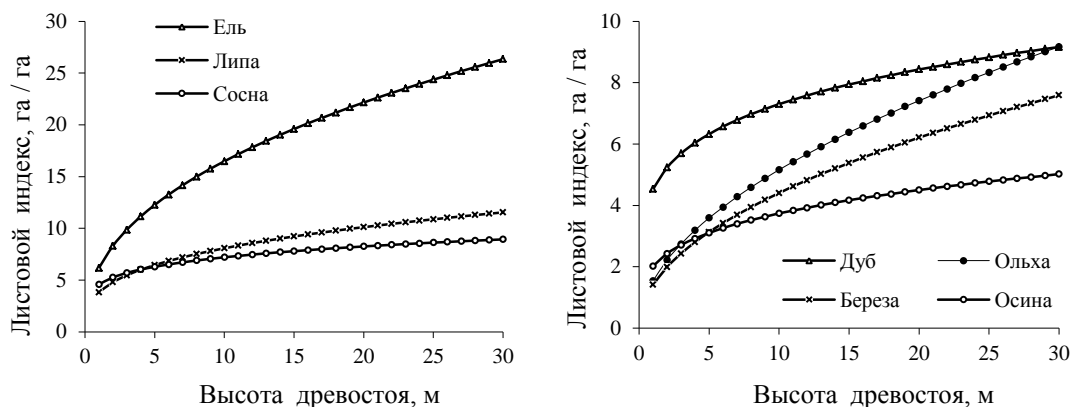 Листовой индекс, га / га
30
25
20
15
10
5
0
Ель
Липа
Сосна
0 5 10 15 20 25 30
Высота древостоя, м
Листовой индекс, га / га
10
8
6
4
2
0
Дуб Ольха
Береза Осина
0 5 10 15 20 25 30
Высота древостоя, м